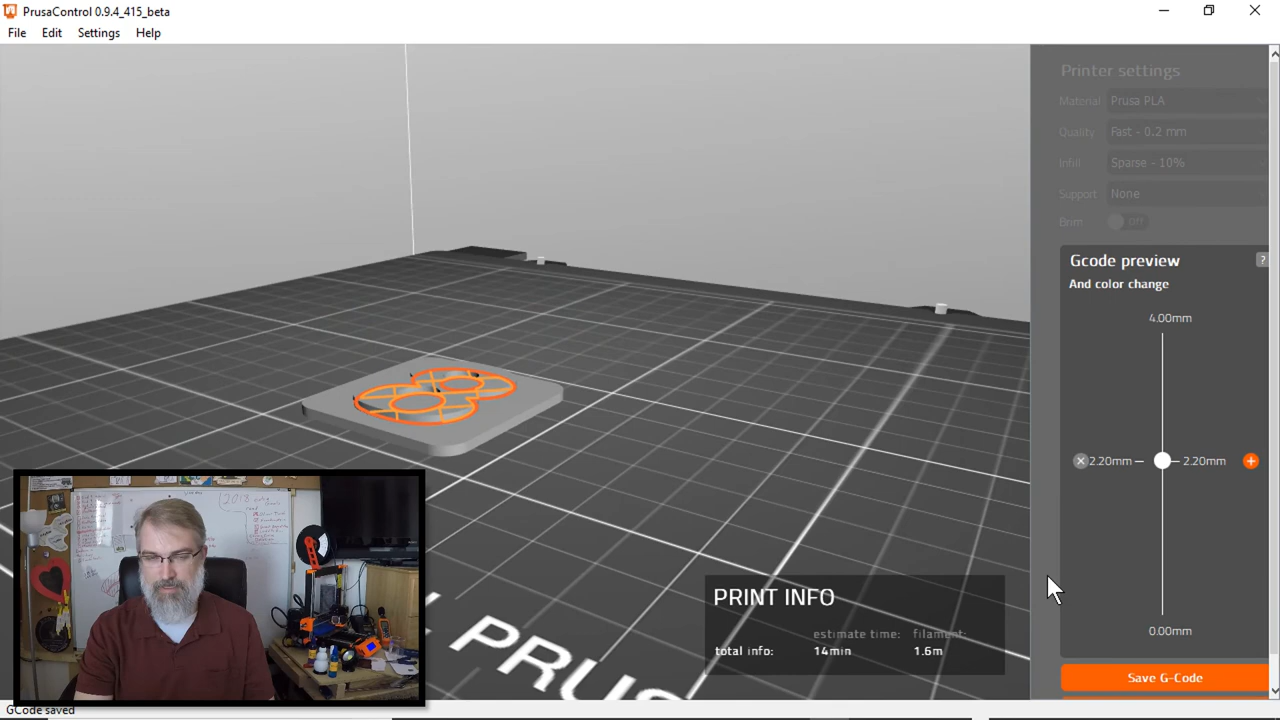 PrusaControl 0.9.4_415_beta
File Edit Settings Help
Printer settings
Material Prusa PLA
Quality Fast - 0.2 mm
Infill Sparse - 10%
Support None
Brim Off
Gcode preview ?
And color change
4.00mm
2.20mm 2.20mm
0.00mm
PRINT INFO
estimate time: filament:
total info: 14min 1.6m
Save G-Code
PRUS
2018
GCode saved